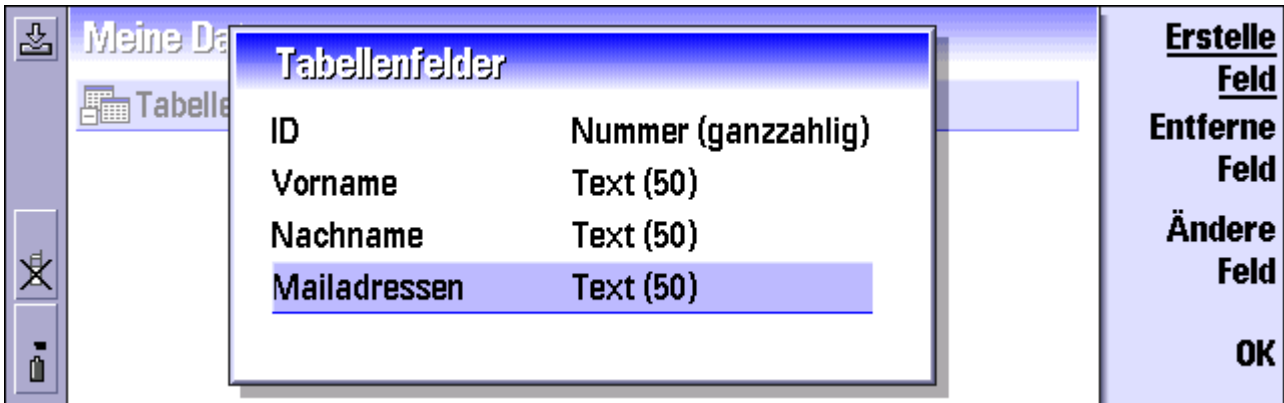 Meine Da
Tabelle
Tabellenfelder
ID Nummer (ganzzahlig)
Vorname Text (50)
Nachname Text (50)
Mailadressen Text (50)
Erstelle
Feld
Entferne
Feld
Ändere
Feld
OK